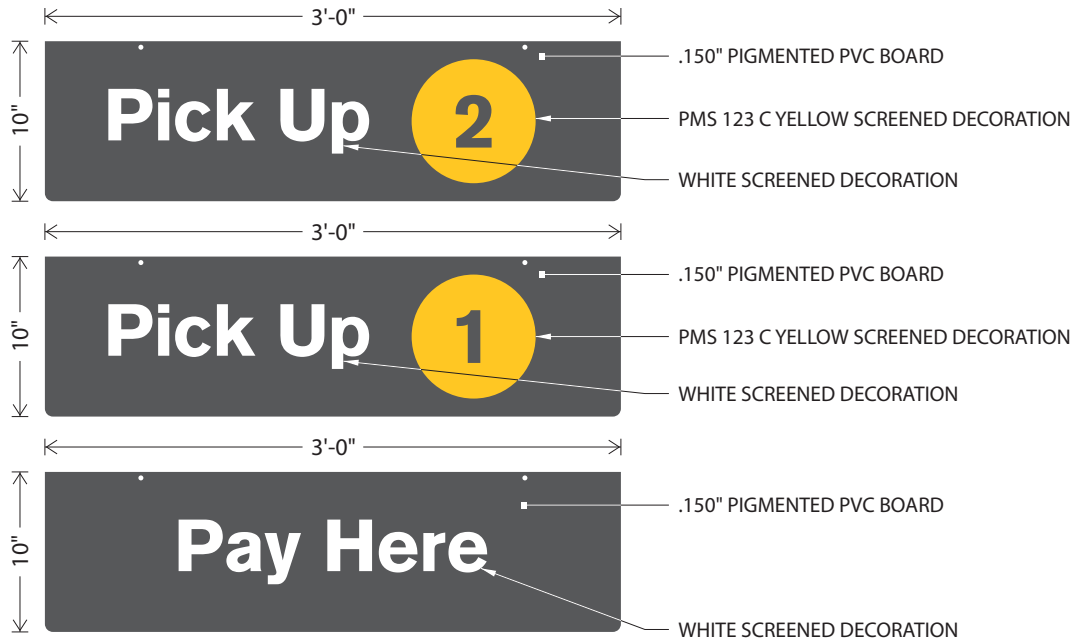 3'-0"
.150" PIGMENTED PVC BOARD
10"
Pick Up 2
PMS 123 C YELLOW SCREENED DECORATION
WHITE SCREENED DECORATION
3'-0"
.150" PIGMENTED PVC BOARD
10"
Pick Up 1
PMS 123 C YELLOW SCREENED DECORATION
WHITE SCREENED DECORATION
3'-0"
.150" PIGMENTED PVC BOARD
10"
Pay Here
WHITE SCREENED DECORATION